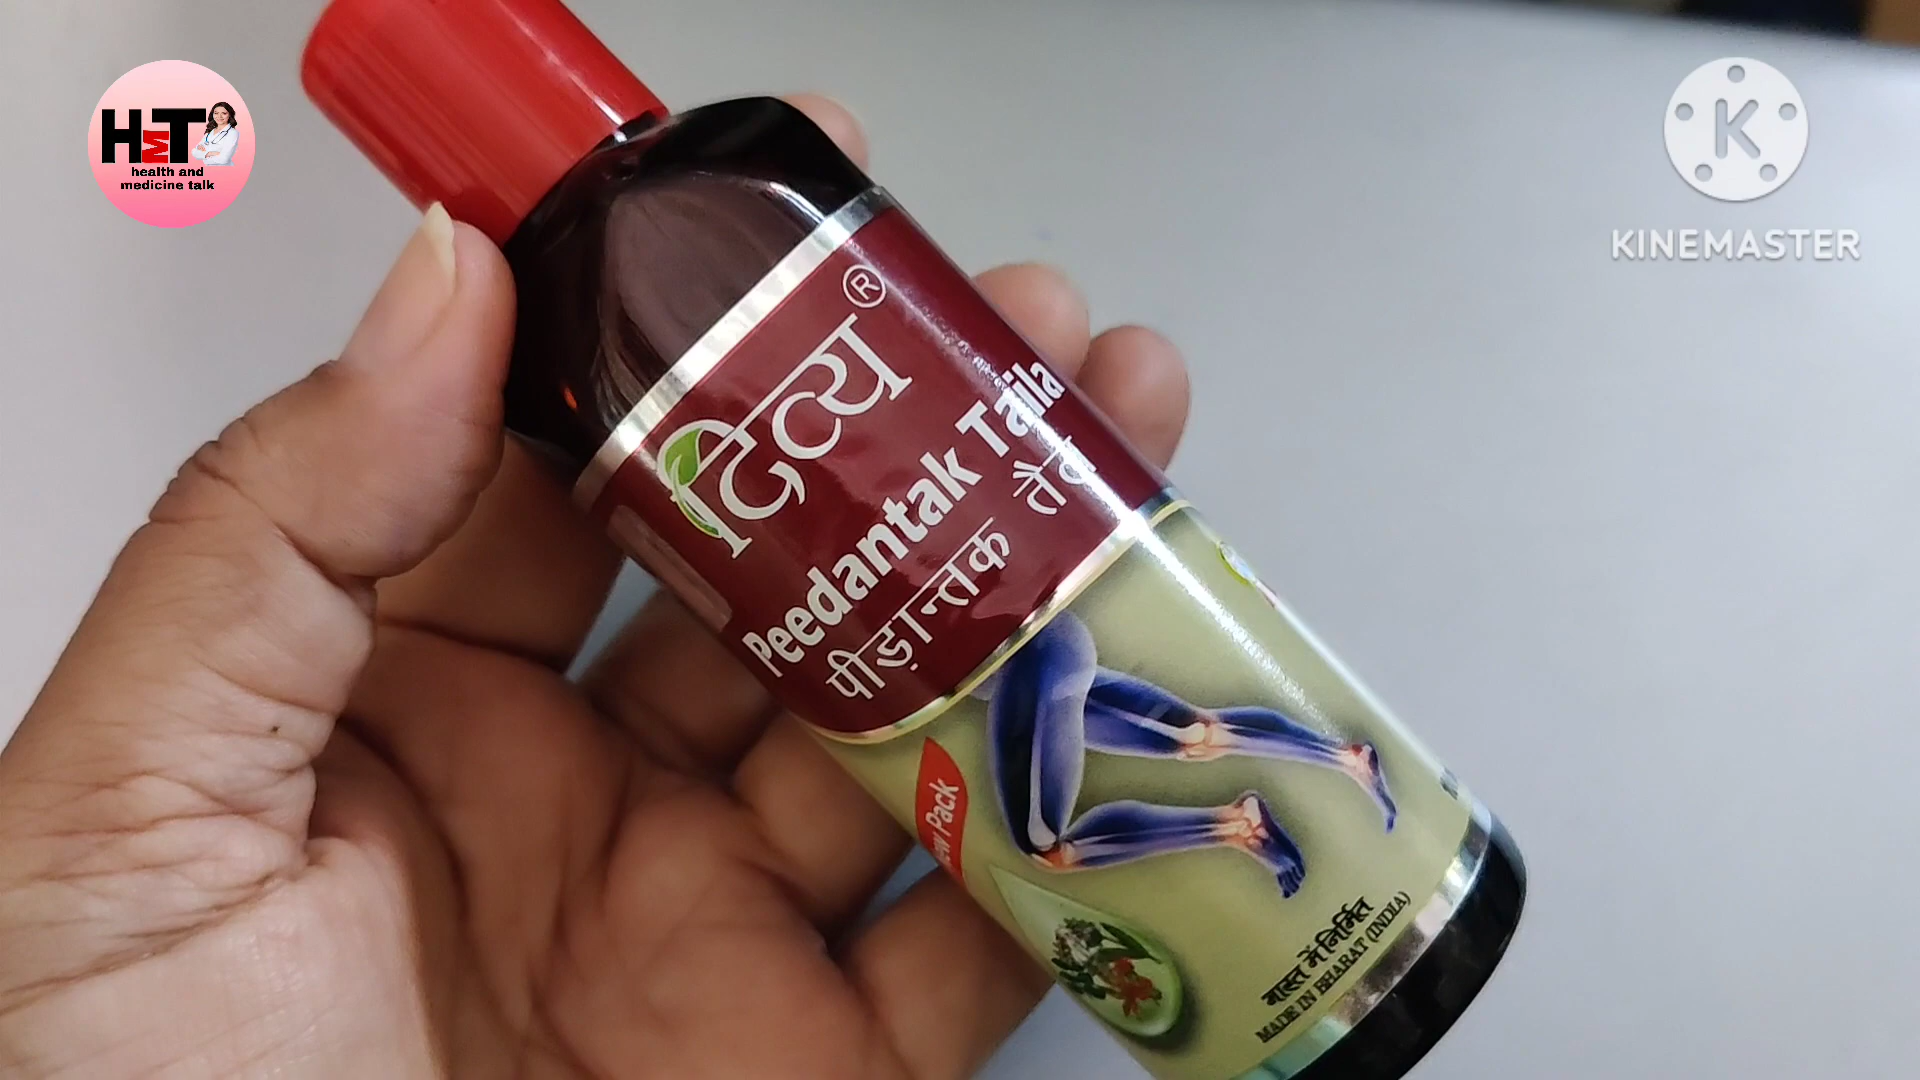 HMT
health and
medicine talk
K
KINEMASTER
दिव्य®
Peedantak Taila
पीड़ान्तक तैल
New Pack
भारत में निर्मित
MADE IN BHARAT (INDIA)